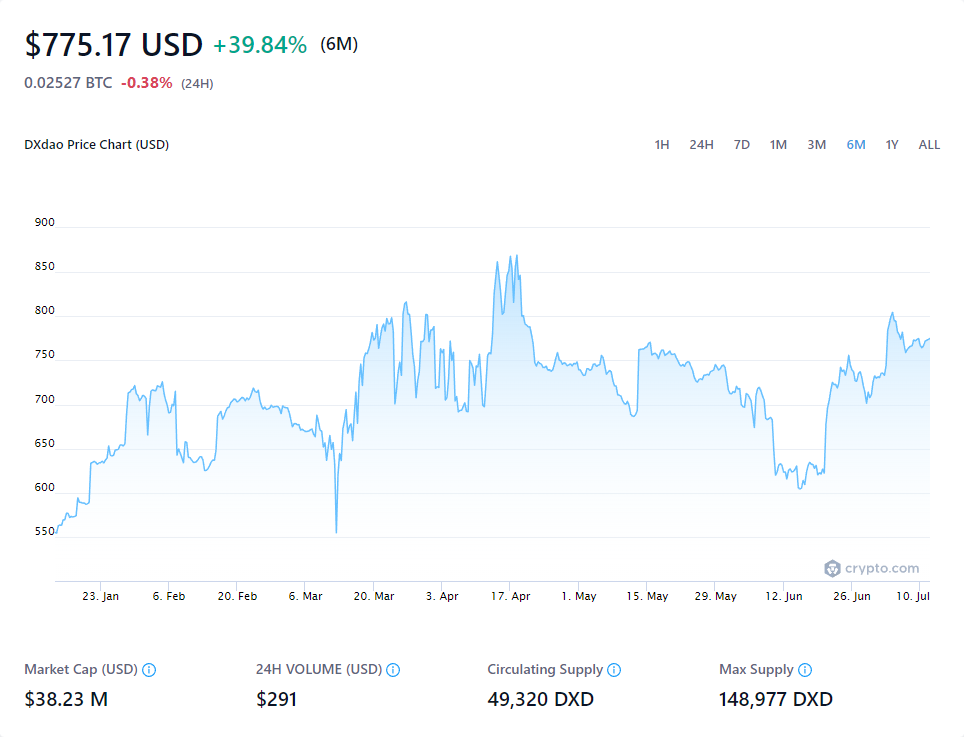 $775.17 USD +39.84% (6M)
0.02527 BTC -0.38% (24H)
DXdao Price Chart (USD) 1H 24H 7D 1M 3M 6M 1Y ALL
900
850
800
750
700
650
600
550
crypto.com
23. Jan 6. Feb 20. Feb 6. Mar 20. Mar 3. Apr 17. Apr 1. May 15. May 29. May 12. Jun 26. Jun 10. Jul
Market Cap (USD) 24H VOLUME (USD) Circulating Supply Max Supply
$38.23 M $291 49,320 DXD 148,977 DXD